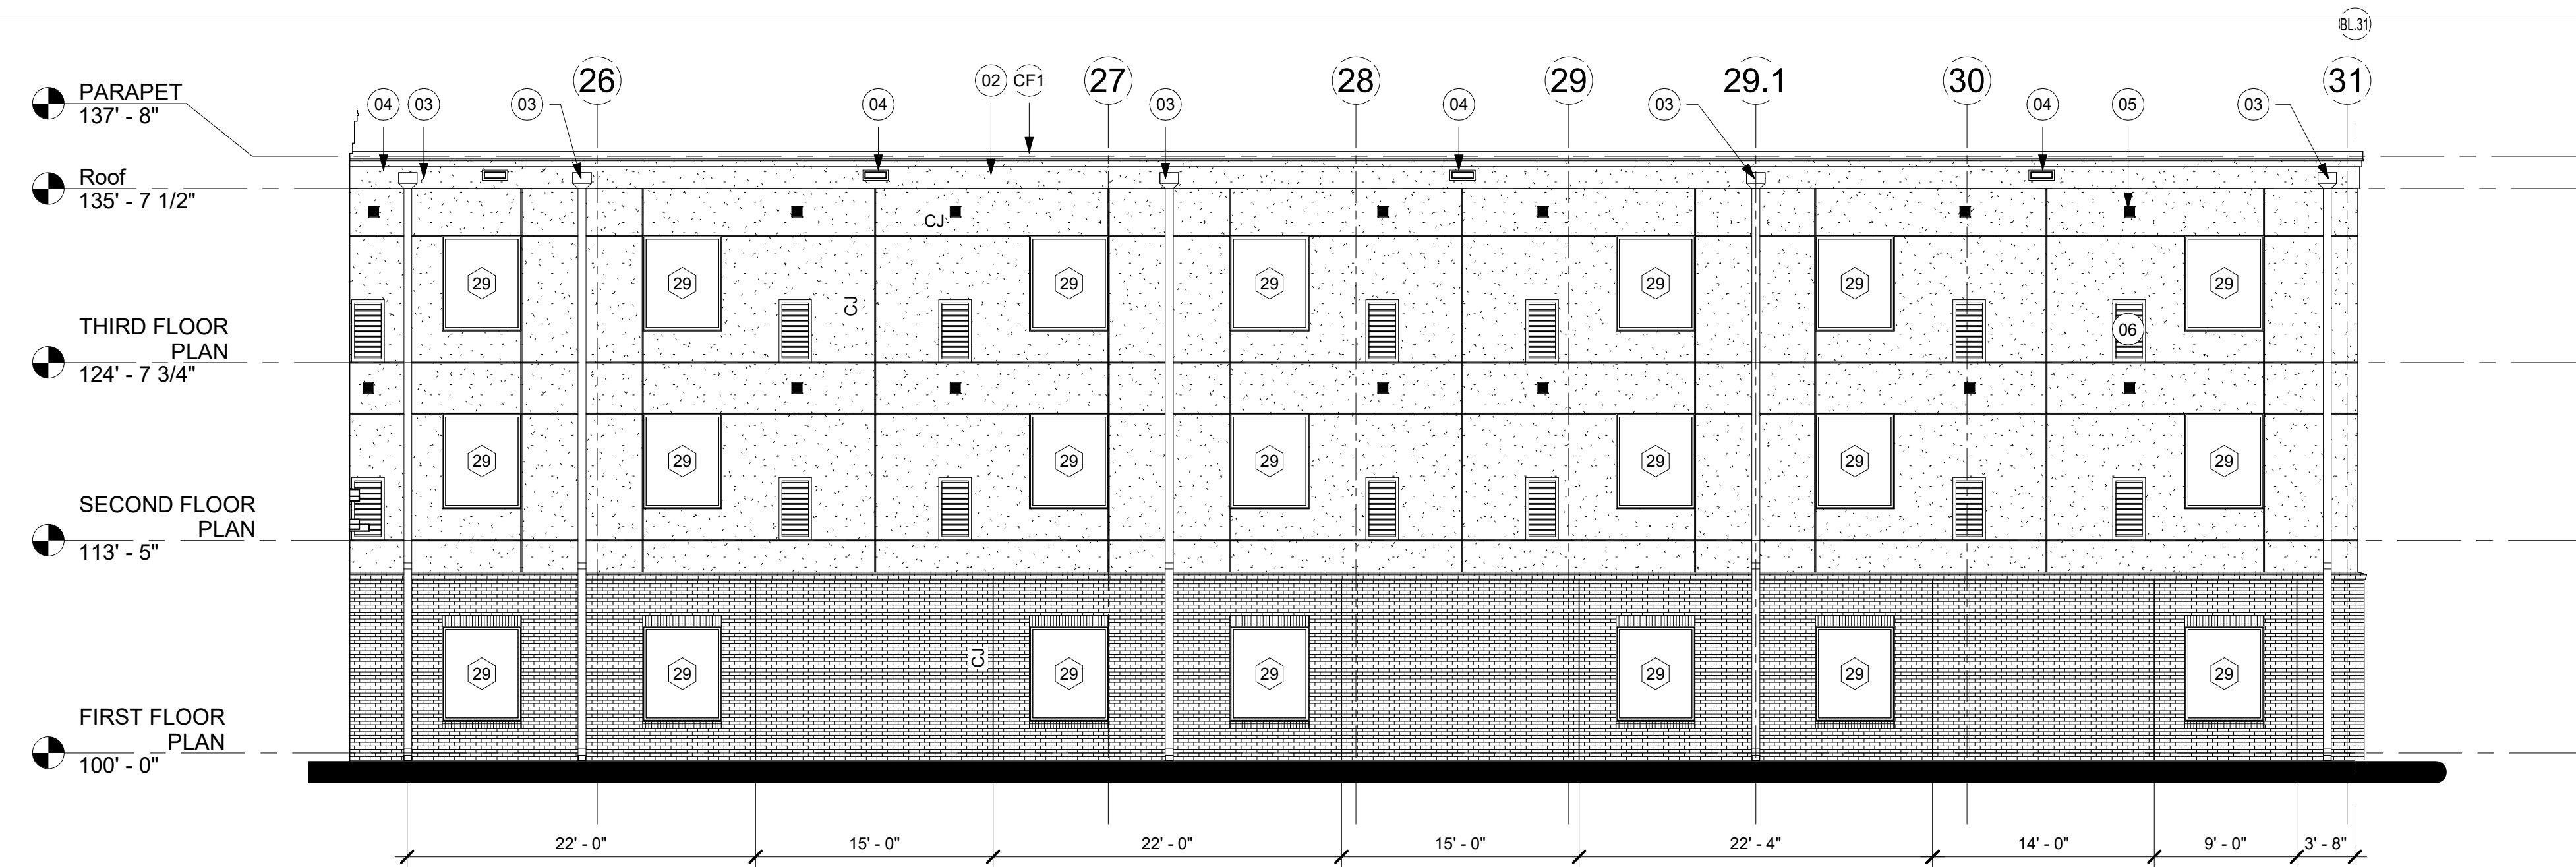 BL.31
26
27
28
29
29.1
30
31
PARAPET
137' - 8"
04
03
03
04
02
CF1
03
04
03
04
05
03
Roof
135' - 7 1/2"
CJ
29
29
29
29
29
29
29
CJ
06
THIRD FLOOR
PLAN
124' - 7 3/4"
29
29
29
29
29
29
29
SECOND FLOOR
PLAN
113' - 5"
CJ
29
29
29
29
29
29
29
FIRST FLOOR
PLAN
100' - 0"
22' - 0"
15' - 0"
22' - 0"
15' - 0"
22' - 4"
14' - 0"
9' - 0"
3' - 8"